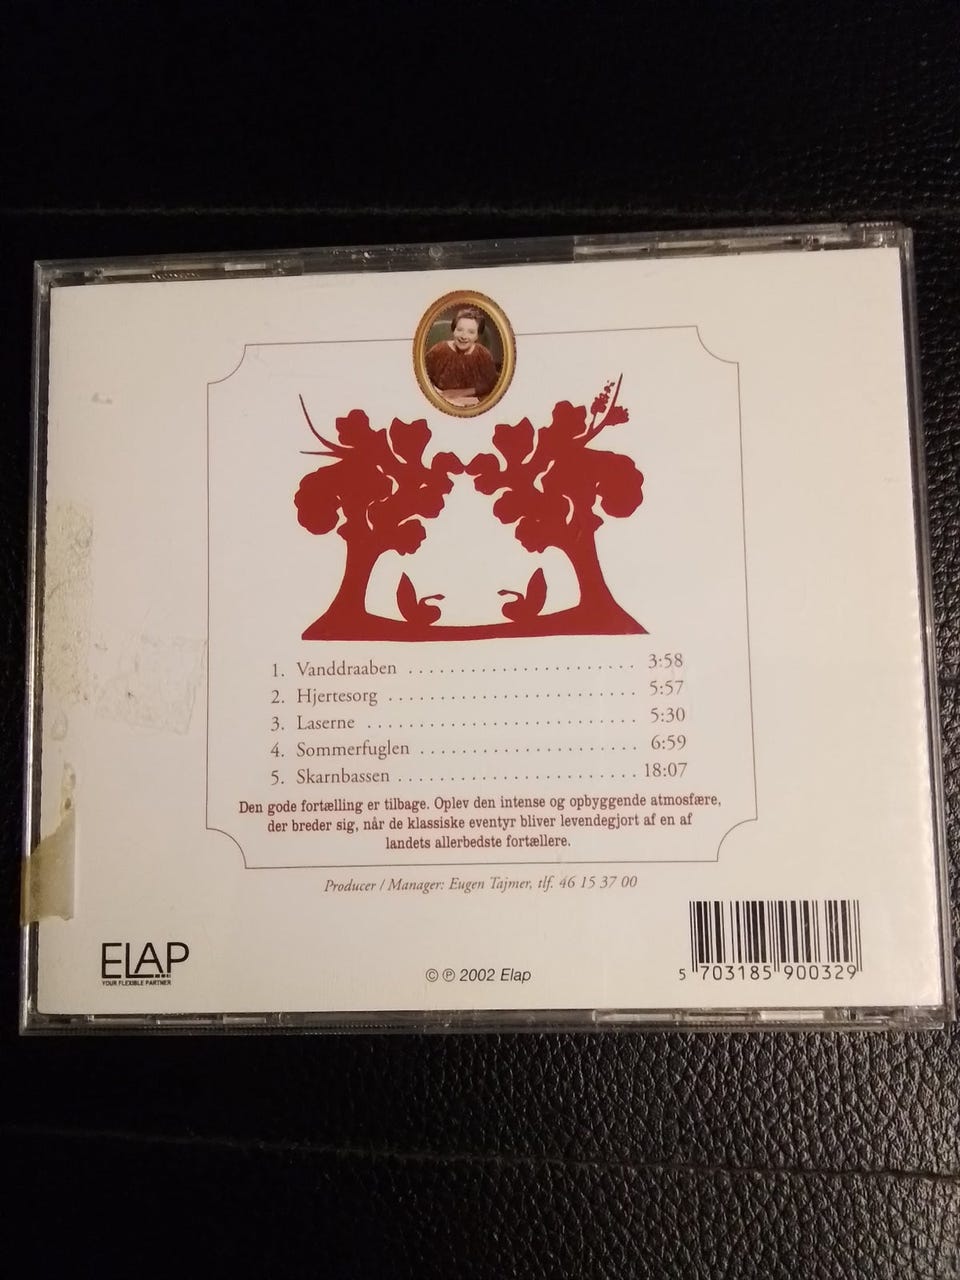 1. Vanddraaben ...................... 3:58
2. Hjertesorg ........................ 5:57
3. Laserne .......................... 5:30
4. Sommerfuglen ..................... 6:59
5. Skarnbassen ....................... 18:07
Den gode fortælling er tilbage. Oplev den intense og opbyggende atmosfære,
der breder sig, når de klassiske eventyr bliver levendegjort af en af
landets allerbedste fortællere.
Producer / Manager: Eugen Tajmer, tlf. 46 15 37 00
ELAP
YOUR FLEXIBLE PARTNER
© ℗ 2002 Elap
5 703185 900329